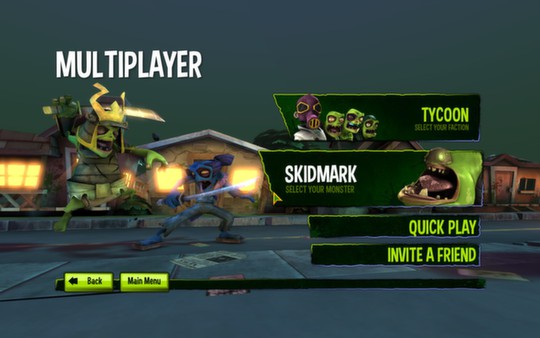 MULTIPLAYER
TYCOON
SELECT YOUR FACTION
SKIDMARK
SELECT YOUR MONSTER
QUICK PLAY
INVITE A FRIEND
Back
Main Menu